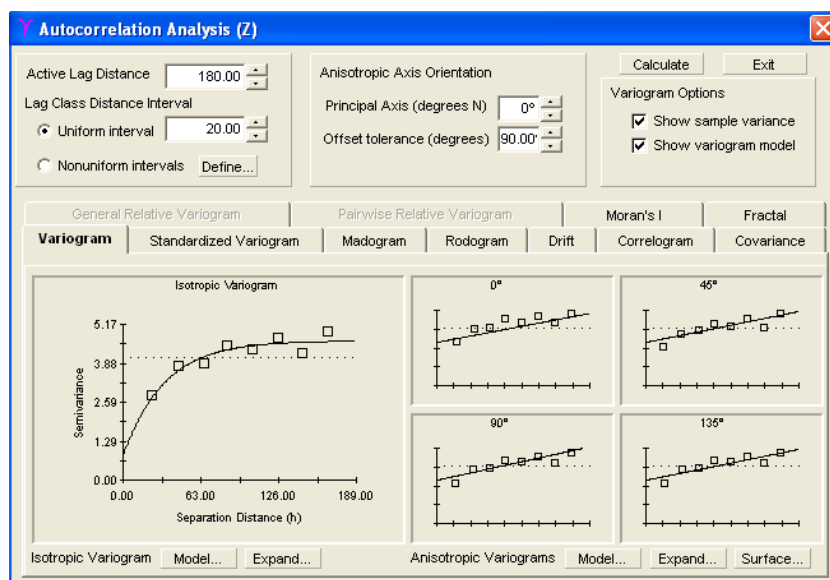 Autocorrelation Analysis (Z)
Active Lag Distance 180.00
Lag Class Distance Interval
Uniform interval 20.00
Nonuniform intervals Define...
Anisotropic Axis Orientation
Principal Axis (degrees N) 0°
Offset tolerance (degrees) 90.00°
Calculate Exit
Variogram Options
Show sample variance
Show variogram model
General Relative Variogram Pairwise Relative Variogram Moran's I Fractal
Variogram Standardized Variogram Madogram Rodogram Drift Correlogram Covariance
Isotropic Variogram
5.17
3.88
2.59
1.29
0.00
Semivariance
0.00 63.00 126.00 189.00
Separation Distance (h)
0°
45°
90°
135°
Isotropic Variogram Model... Expand...
Anisotropic Variograms Model... Expand... Surface...